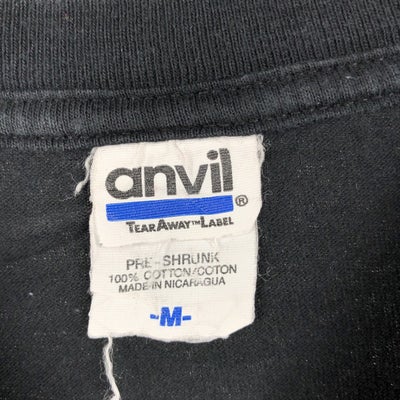 anvil
®
TEARAWAY™LABEL
PRE-SHRUNK
100% COTTON/COTON
MADE IN NICARAGUA
-M-